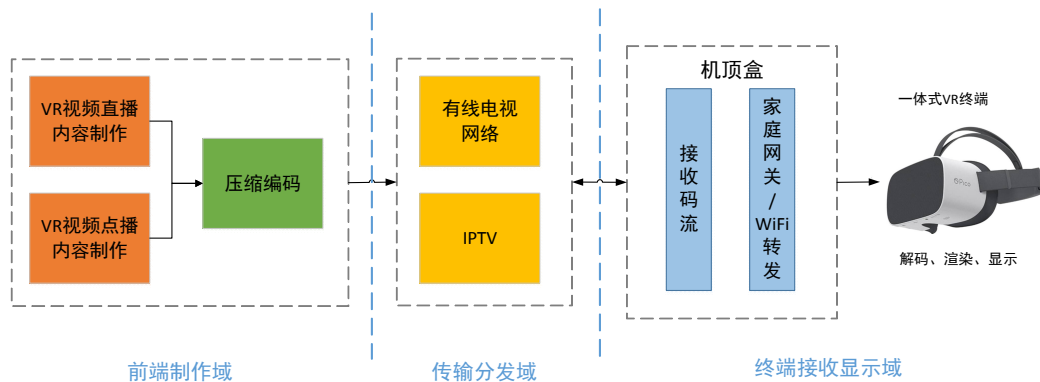 VR视频直播
内容制作
VR视频点播
内容制作
压缩编码
前端制作域
有线电视
网络
IPTV
传输分发域
机顶盒
接
收
码
流
家
庭
网
关
/
WiFi
转
发
一体式VR终端
Pico
解码、渲染、显示
终端接收显示域